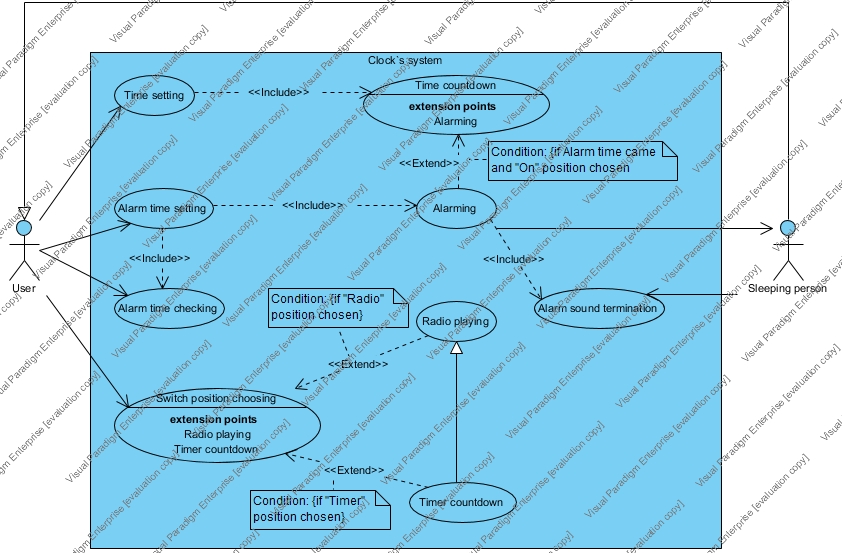 Clock`s system
Time setting
<<Include>>
Time countdown
extension points
Alarming
<<Extend>>
Condition: {if Alarm time came
and "On" position chosen
Alarm time setting
<<Include>>
Alarming
User
Sleeping person
<<Include>>
<<Include>>
Alarm time checking
Condition: {if "Radio"
position chosen}
Radio playing
Alarm sound termination
<<Extend>>
Switch position choosing
extension points
Radio playing
Timer countdown
<<Extend>>
Condition: {if "Timer"
position chosen}
Timer countdown
Visual Paradigm Enterprise [evaluation copy]